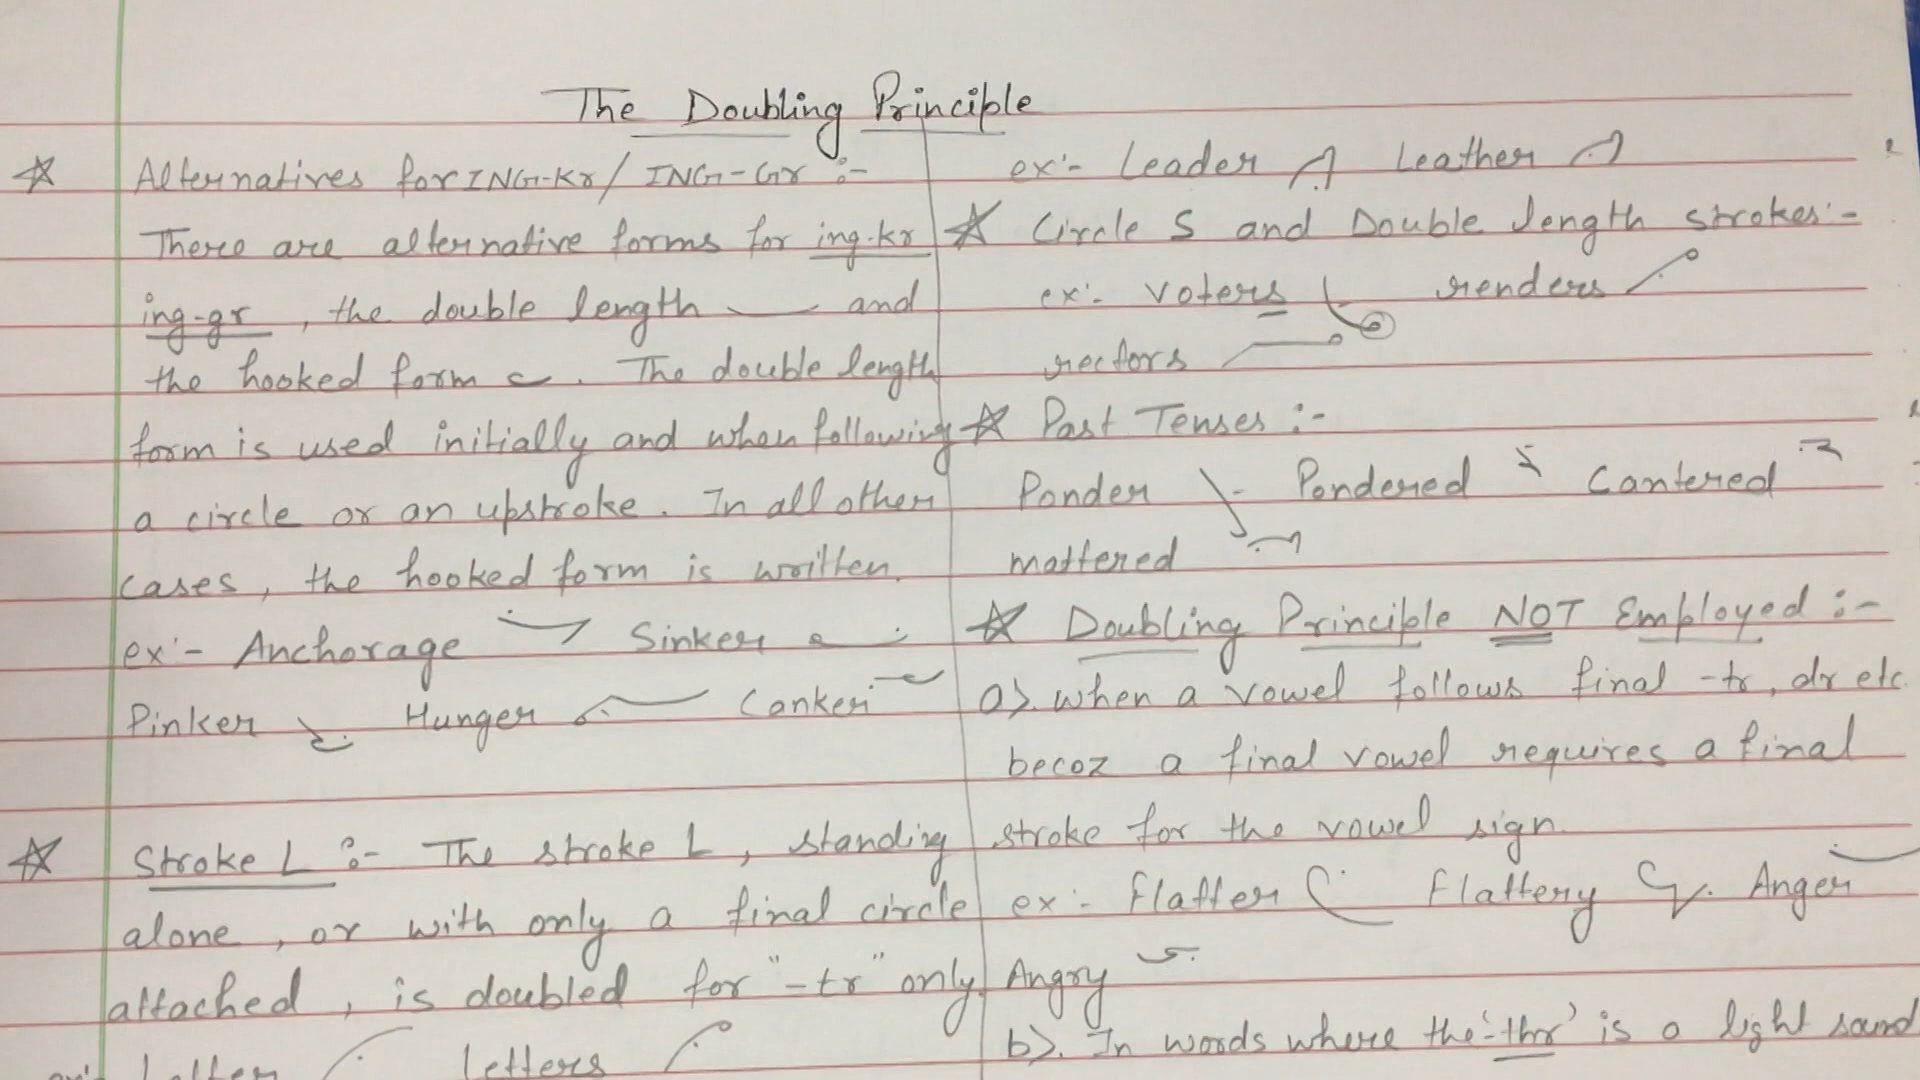 The Doubling Principle
☆ Alternatives for ING-Kr/ ING-Gr :-
There are alternative forms for ing-kr
ing-gr, the double length and
the hooked form. The double length
form is used initially and when following
a circle or an upstroke. In all other
cases, the hooked form is written.
ex:- Anchorage Sinker
Pinker Hunger Canker
☆ Stroke L :- The stroke L, standing
alone, or with only a final circle
attached, is doubled for "-tr" only.
ex:- Letter letters
ex:- Leader Leather
☆ Circle S and Double length strokes:-
ex:- Voters renders
rectors
☆ Past Tenses :-
Ponder Pondered Cantered
mattered
☆ Doubling Principle NOT Employed :-
a). when a vowel follows final -tr, dr etc
becoz a final vowel requires a final
stroke for the vowel sign.
ex:- Flatter Flattery Anger
Angry
b). In words where the '-thr' is a light sound